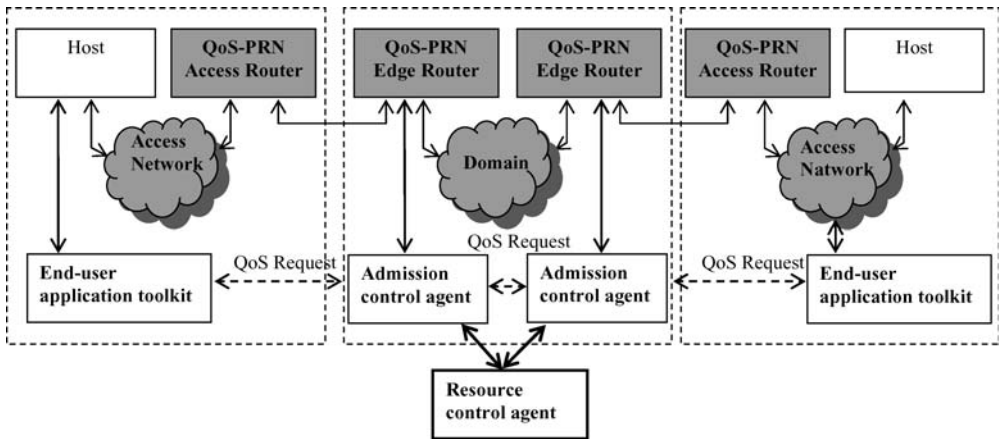 Host
QoS-PRN
Access Router
QoS-PRN
Edge Router
QoS-PRN
Edge Router
QoS-PRN
Access Router
Host
Access
Network
Domain
Access
Natwork
QoS Request
QoS Request
QoS Request
End-user
application toolkit
Admission
control agent
Admission
control agent
End-user
application toolkit
Resource
control agent